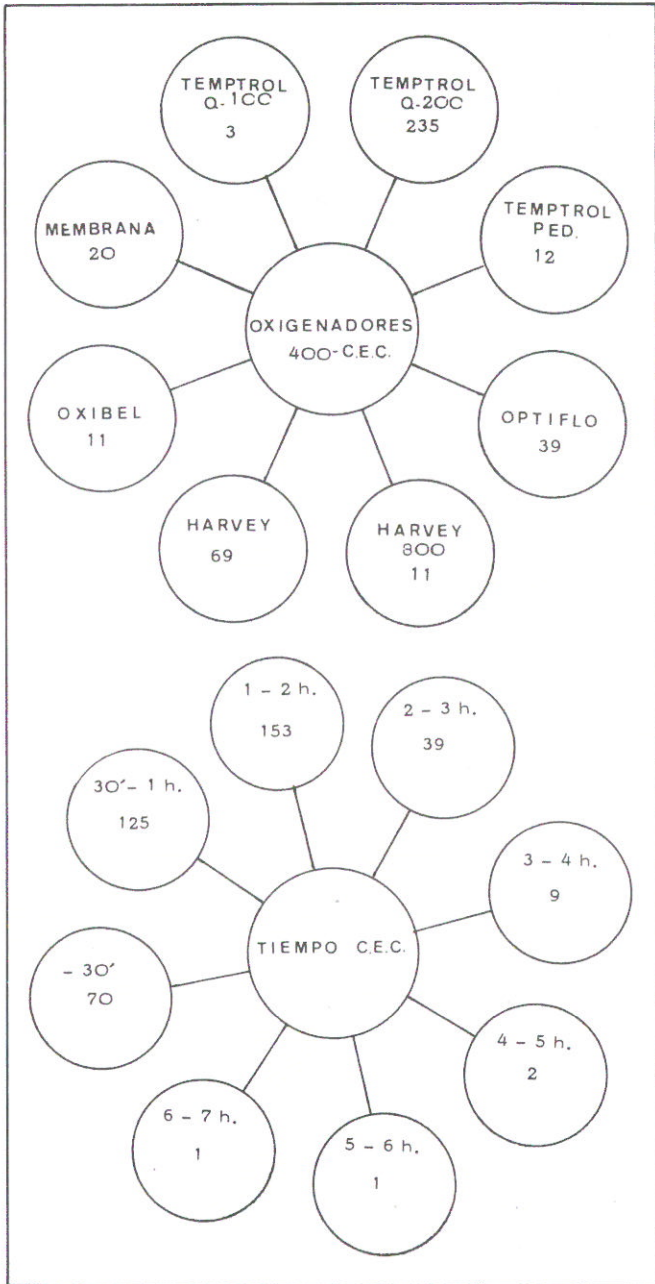 TEMPTROL
Q-100
3
TEMPTROL
Q-200
235
MEMBRANA
20
TEMPTROL
PED.
12
OXIGENADORES
400-C.E.C.
OXIBEL
11
OPTIFLO
39
HARVEY
69
HARVEY
800
11
1 - 2 h.
153
2 - 3 h.
39
30' - 1 h.
125
3 - 4 h.
9
TIEMPO C.E.C.
- 30'
70
4 - 5 h.
2
6 - 7 h.
1
5 - 6 h.
1